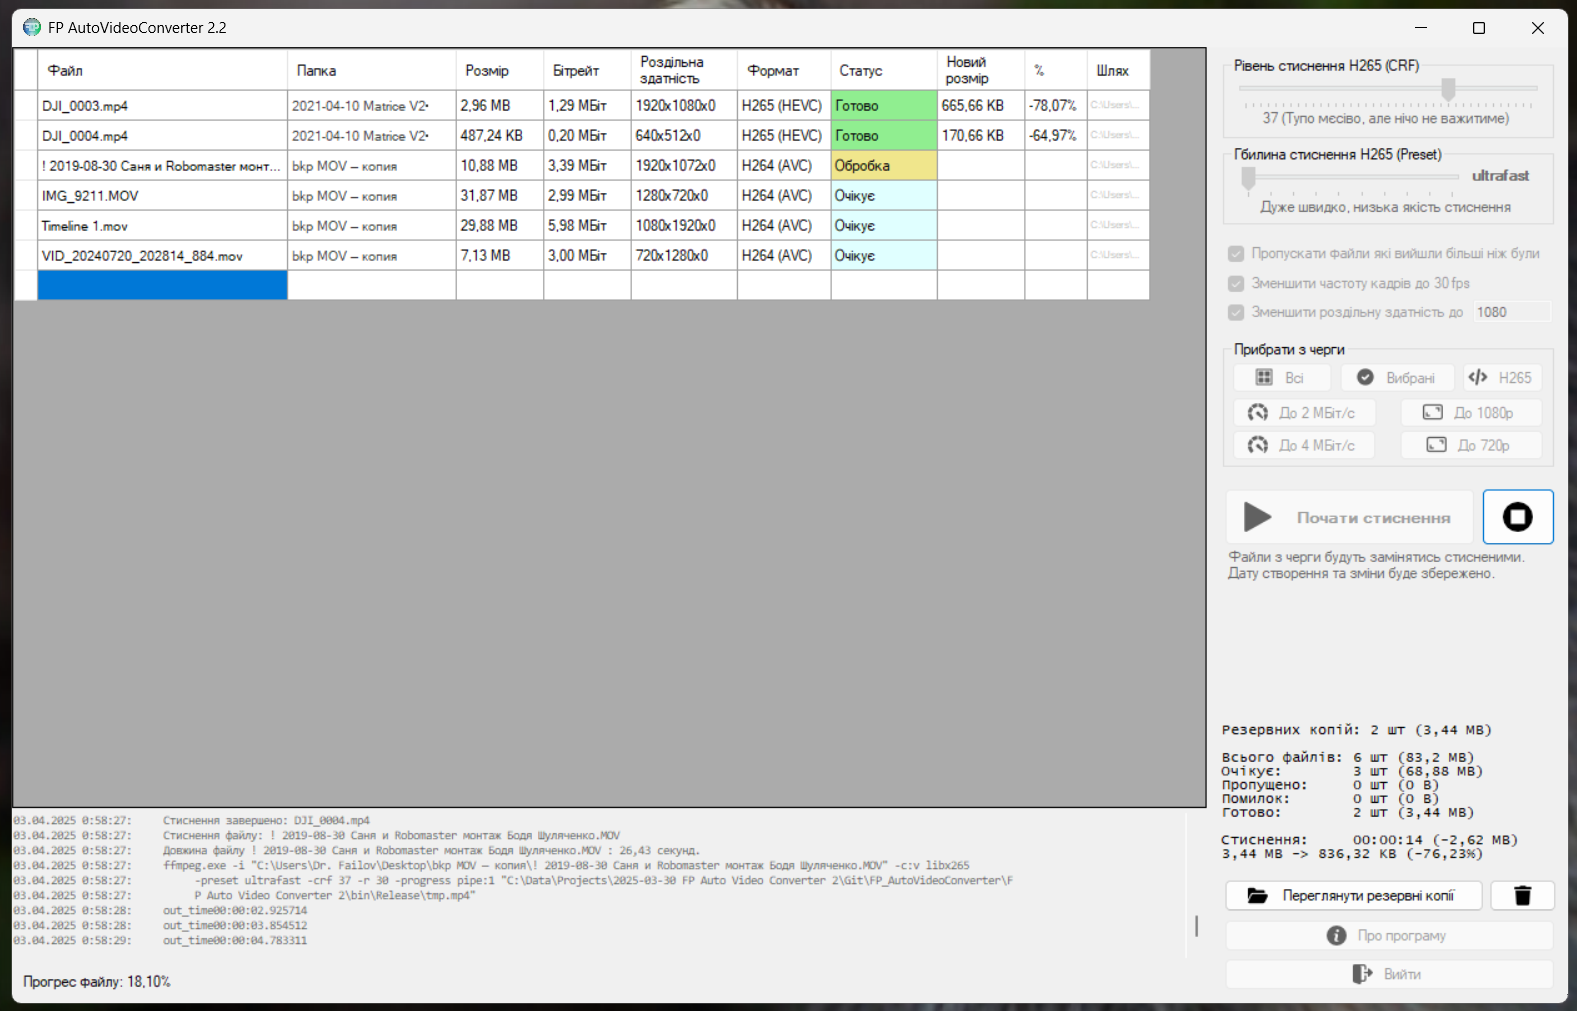 FP AutoVideoConverter 2.2
Файл Папка Розмір Бітрейт Роздільна здатність Формат Статус Новий розмір % Шлях
DJI_0003.mp4 2021-04-10 Matrice V2• 2,96 MB 1,29 МБіт 1920x1080x0 H265 (HEVC) Готово 665,66 KB -78,07% C:\Users\...
DJI_0004.mp4 2021-04-10 Matrice V2• 487,24 KB 0,20 МБіт 640x512x0 H265 (HEVC) Готово 170,66 KB -64,97% C:\Users\...
! 2019-08-30 Саня и Robomaster монт... bkp MOV – копия 10,88 MB 3,39 МБіт 1920x1072x0 H264 (AVC) Обробка C:\Users\...
IMG_9211.MOV bkp MOV – копия 31,87 MB 2,99 МБіт 1280x720x0 H264 (AVC) Очікує C:\Users\...
Timeline 1.mov bkp MOV – копия 29,88 MB 5,98 МБіт 1080x1920x0 H264 (AVC) Очікує C:\Users\...
VID_20240720_202814_884.mov bkp MOV – копия 7,13 MB 3,00 МБіт 720x1280x0 H264 (AVC) Очікує C:\Users\...
03.04.2025 0:58:27: Стиснення завершено: DJI_0004.mp4
03.04.2025 0:58:27: Стиснення файлу: ! 2019-08-30 Саня и Robomaster монтаж Бодя Шуляченко.MOV
03.04.2025 0:58:27: Довжина файлу ! 2019-08-30 Саня и Robomaster монтаж Бодя Шуляченко.MOV : 26,43 секунд.
03.04.2025 0:58:27: ffmpeg.exe -i "C:\Users\Dr. Failov\Desktop\bkp MOV – копия\! 2019-08-30 Саня и Robomaster монтаж Бодя Шуляченко.MOV" -c:v libx265
03.04.2025 0:58:27: -preset ultrafast -crf 37 -r 30 -progress pipe:1 "C:\Data\Projects\2025-03-30 FP Auto Video Converter 2\Git\FP_AutoVideoConverter\F
03.04.2025 0:58:27: P Auto Video Converter 2\bin\Release\tmp.mp4"
03.04.2025 0:58:28: out_time00:00:02.925714
03.04.2025 0:58:28: out_time00:00:03.854512
03.04.2025 0:58:29: out_time00:00:04.783311
Прогрес файлу: 18,10%
Рівень стиснення H265 (CRF)
37 (Тупо месіво, але нічо не важитиме)
Гбилина стиснення H265 (Preset)
ultrafast
Дуже швидко, низька якість стиснення
Пропускати файли які вийшли більші ніж були
Зменшити частоту кадрів до 30 fps
Зменшити роздільну здатність до 1080
Прибрати з черги
Всі Вибрані H265
До 2 МБіт/с До 1080p
До 4 МБіт/с До 720p
Почати стиснення
Файли з черги будуть замінятись стисненими.
Дату створення та зміни буде збережено.
Резервних копій: 2 шт (3,44 MB)
Всього файлів: 6 шт (83,2 MB)
Очікує: 3 шт (68,88 MB)
Пропущено: 0 шт (0 B)
Помилок: 0 шт (0 B)
Готово: 2 шт (3,44 MB)
Стиснення: 00:00:14 (-2,62 MB)
3,44 MB -> 836,32 KB (-76,23%)
Переглянути резервні копії
Про програму
Вийти